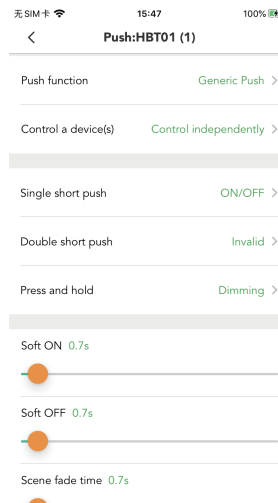 无SIM卡 15:47 100%
Push:HBT01 (1)
Push function Generic Push
Control a device(s) Control independently
Single short push ON/OFF
Double short push Invalid
Press and hold Dimming
Soft ON 0.7s
Soft OFF 0.7s
Scene fade time 0.7s